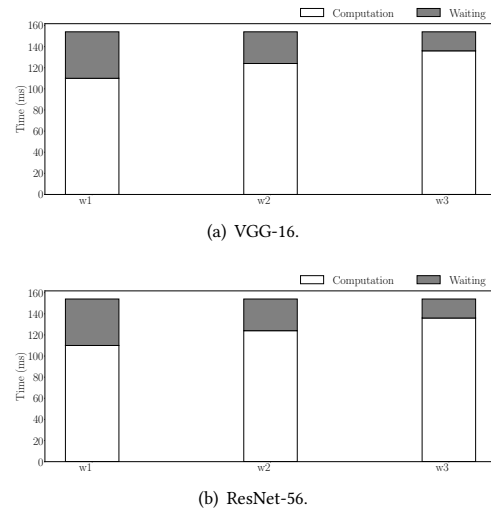 Computation Waiting
160
140
120
100
80
60
40
20
0
Time (ms)
w1 w2 w3
(a) VGG-16.
Computation Waiting
160
140
120
100
80
60
40
20
0
Time (ms)
w1 w2 w3
(b) ResNet-56.